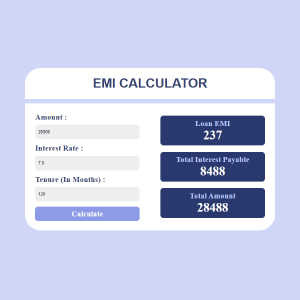 EMI CALCULATOR
Amount :
20000
Interest Rate :
7.5
Tenure (In Months) :
120
Calculate
Loan EMI
237
Total Interest Payable
8488
Total Amount
28488